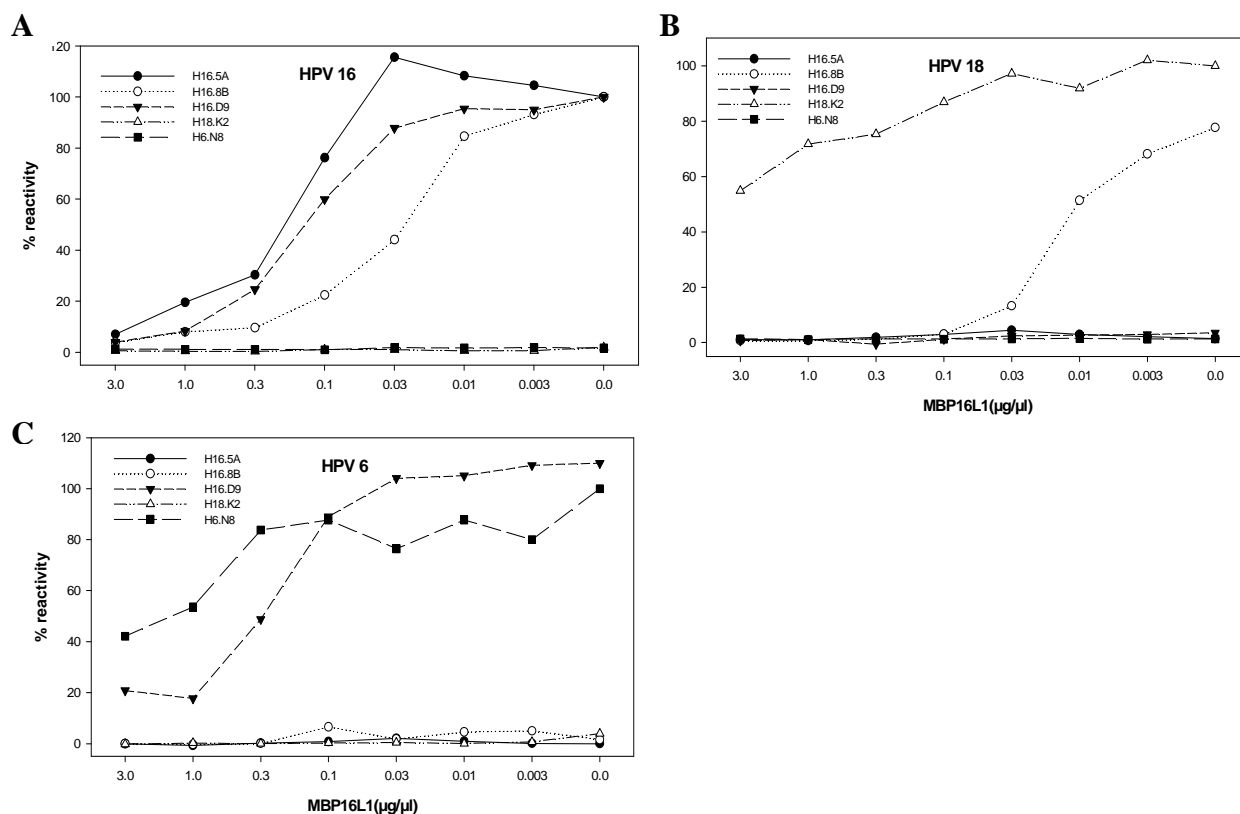 A
120
100
80
60
40
20
0
% reactivity
HPV 16
H16.5A
H16.8B
H16.D9
H18.K2
H6.N8
3.0 1.0 0.3 0.1 0.03 0.01 0.003 0.0
B
100
80
60
40
20
0
HPV 18
H16.5A
H16.8B
H16.D9
H18.K2
H6.N8
3.0 1.0 0.3 0.1 0.03 0.01 0.003 0.0
MBP16L1(µg/µl)
C
120
100
80
60
40
20
0
% reactivity
HPV 6
H16.5A
H16.8B
H16.D9
H18.K2
H6.N8
3.0 1.0 0.3 0.1 0.03 0.01 0.003 0.0
MBP16L1(µg/µl)